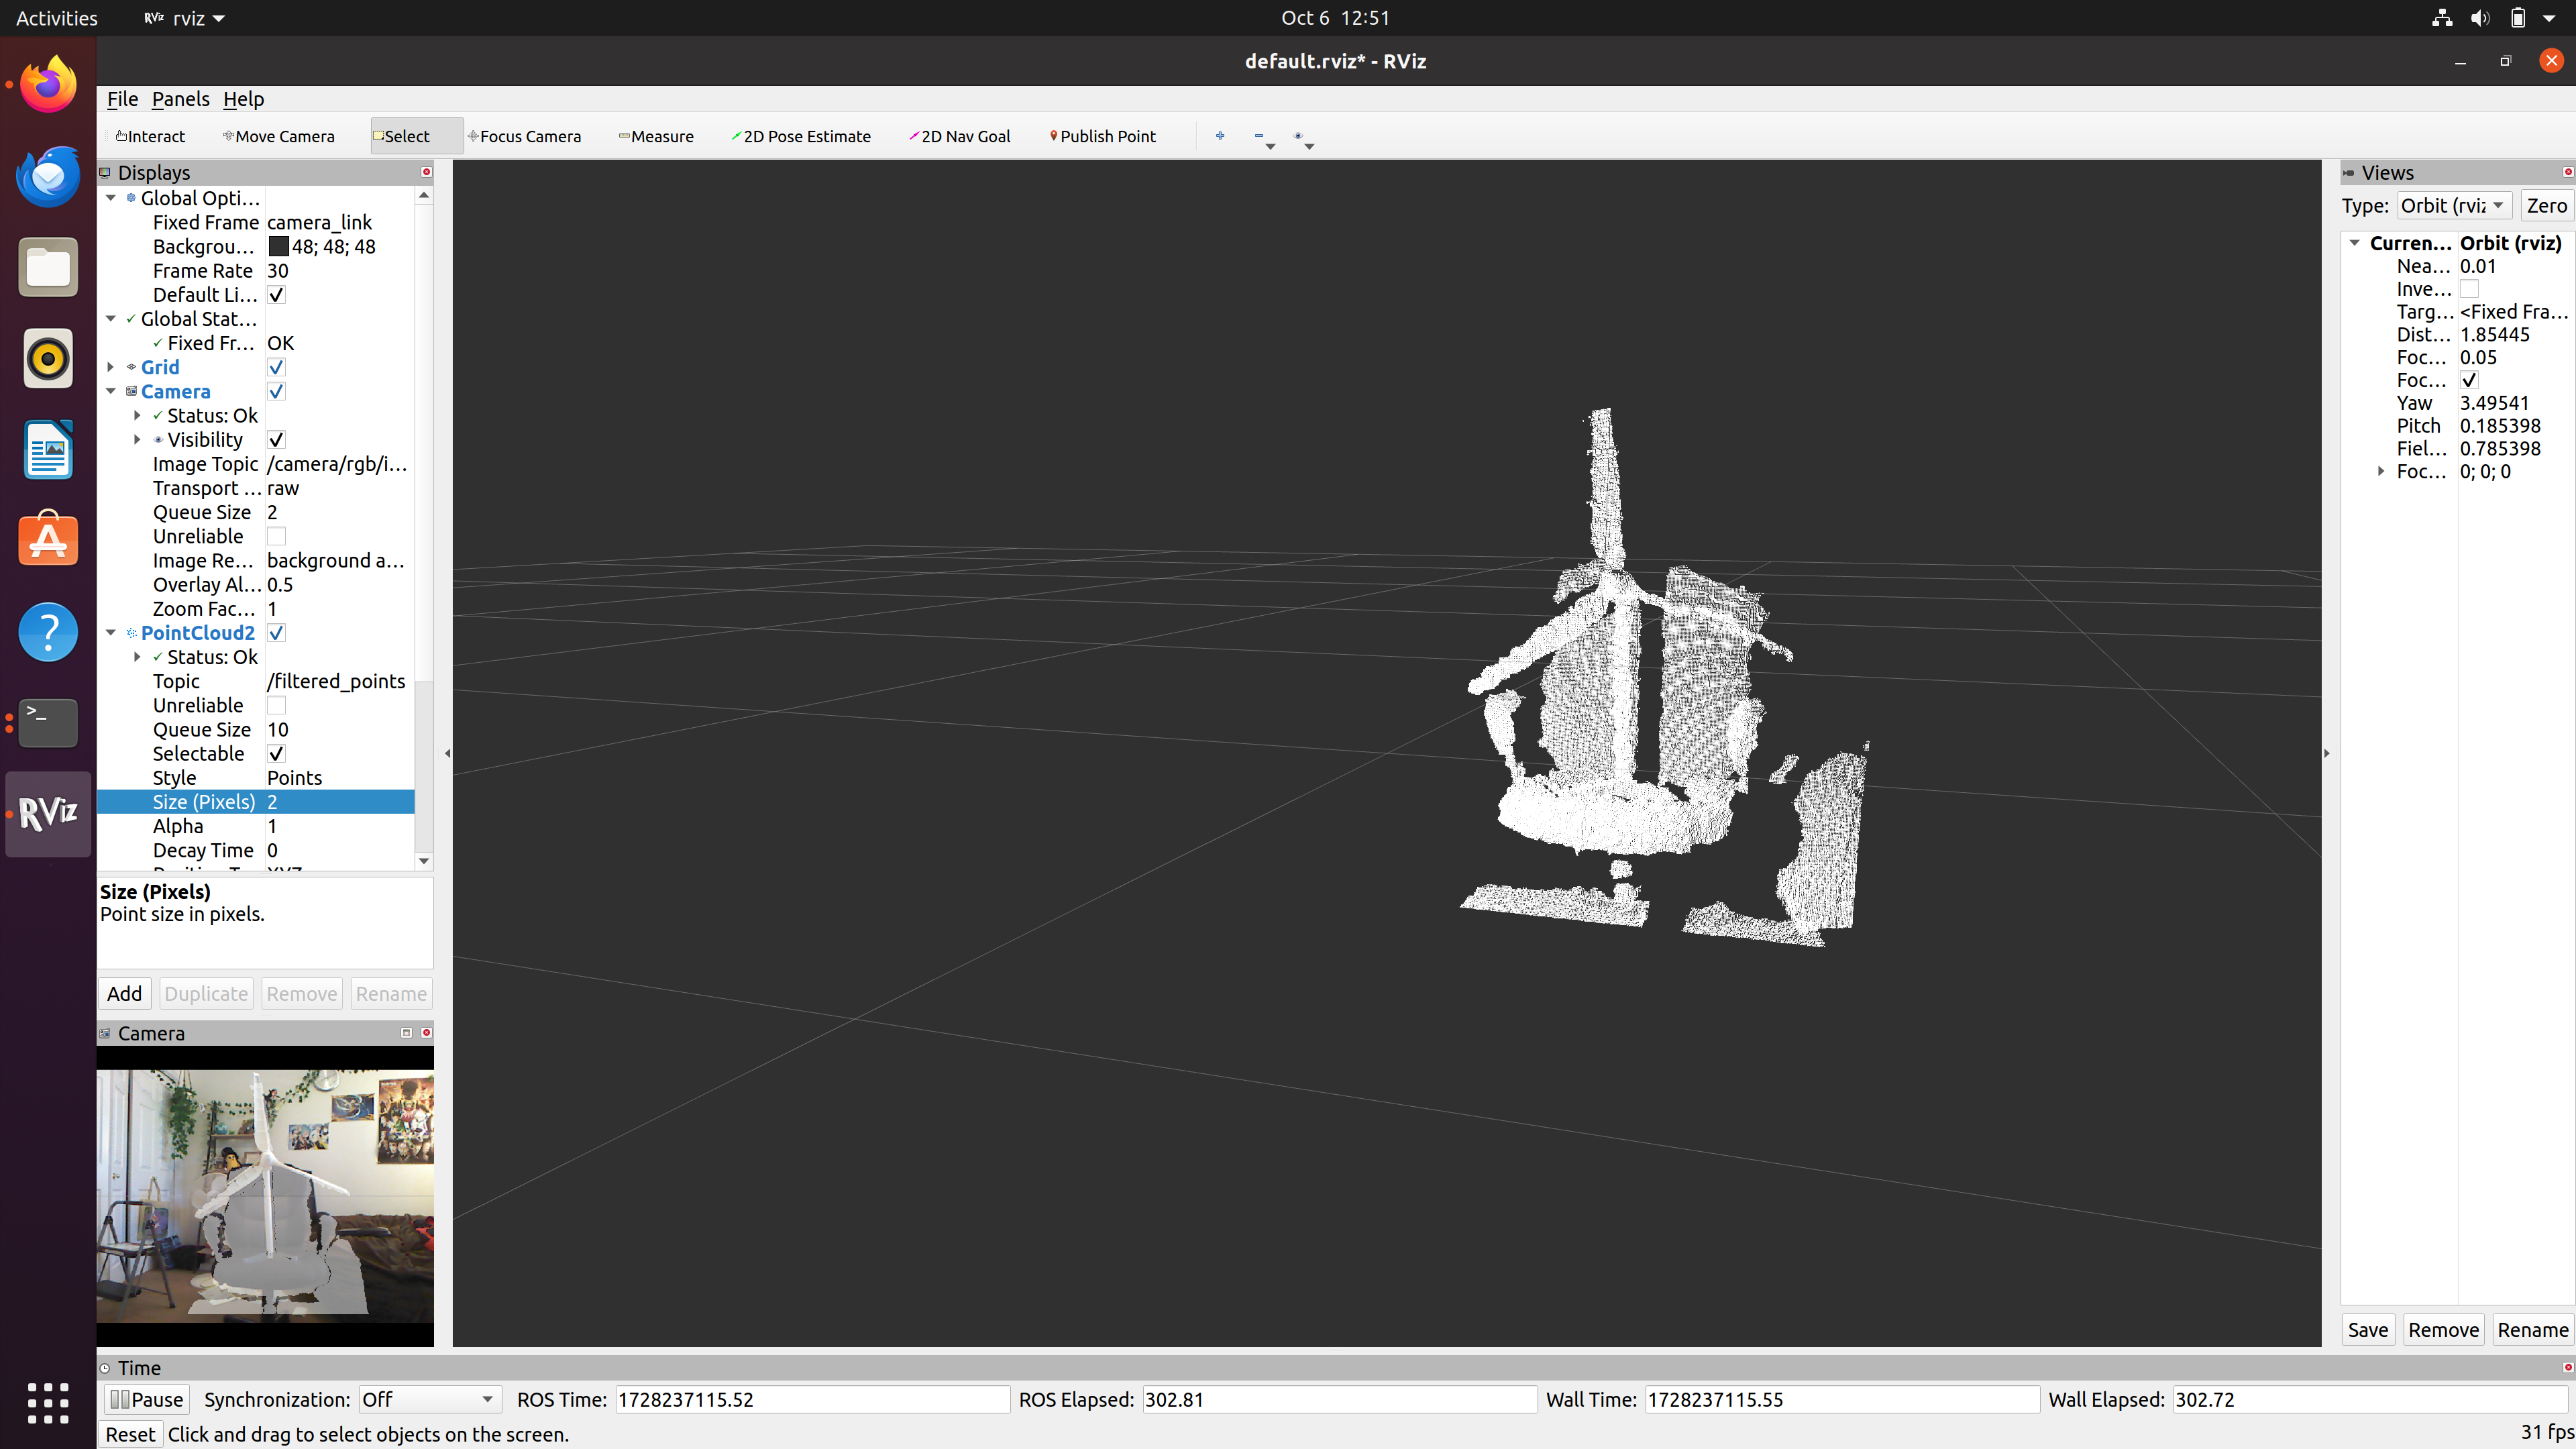 Activities
RViz rviz
Oct 6 12:51
default.rviz* - RViz
File Panels Help
Interact Move Camera Select Focus Camera Measure 2D Pose Estimate 2D Nav Goal Publish Point
Displays
Global Opti...
Fixed Frame camera_link
Backgrou... 48; 48; 48
Frame Rate 30
Default Li...
Global Stat...
Fixed Fr... OK
Grid
Camera
Status: Ok
Visibility
Image Topic /camera/rgb/i...
Transport ... raw
Queue Size 2
Unreliable
Image Re... background a...
Overlay Al... 0.5
Zoom Fac... 1
PointCloud2
Status: Ok
Topic /filtered_points
Unreliable
Queue Size 10
Selectable
Style Points
Size (Pixels) 2
Alpha 1
Decay Time 0
Size (Pixels)
Point size in pixels.
Add Duplicate Remove Rename
Camera
RViz
Views
Type: Orbit (rviz Zero
Curren... Orbit (rviz)
Nea... 0.01
Inve...
Targ... <Fixed Fra...
Dist... 1.85445
Foc... 0.05
Foc...
Yaw 3.49541
Pitch 0.185398
Fiel... 0.785398
Foc... 0; 0; 0
Save Remove Rename
Time
Pause Synchronization: Off ROS Time: 1728237115.52 ROS Elapsed: 302.81 Wall Time: 1728237115.55 Wall Elapsed: 302.72
Reset Click and drag to select objects on the screen.
31 fps